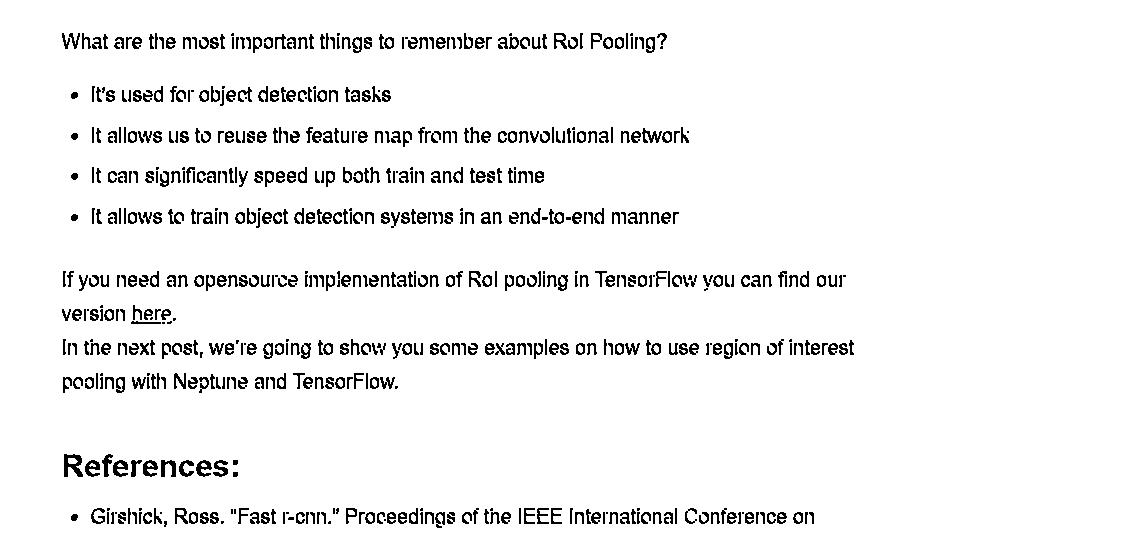 What are the most important things to remember about RoI Pooling?
• It's used for object detection tasks
• It allows us to reuse the feature map from the convolutional network
• It can significantly speed up both train and test time
• It allows to train object detection systems in an end-to-end manner
If you need an opensource implementation of RoI pooling in TensorFlow you can find our
version here.
In the next post, we're going to show you some examples on how to use region of interest
pooling with Neptune and TensorFlow.
References:
• Girshick, Ross. "Fast r-cnn." Proceedings of the IEEE International Conference on